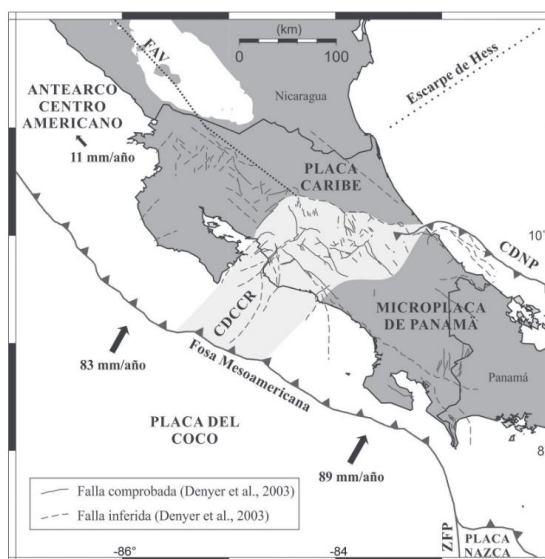 (km)
0 100
FAV
Nicaragua
Escarpe de Hess
ANTEARCO
CENTRO
AMERICANO
11 mm/año
PLACA
CARIBE
10°
CDNP
CDCCR
MICROPLACA
DE PANAMÁ
Fosa Mesoamericana
83 mm/año
Panamá
PLACA DEL
COCO
8
89 mm/año
Falla comprobada (Denyer et al., 2003)
Falla inferida (Denyer et al., 2003)
ZFP
PLACA
NAZCA
-86° -84